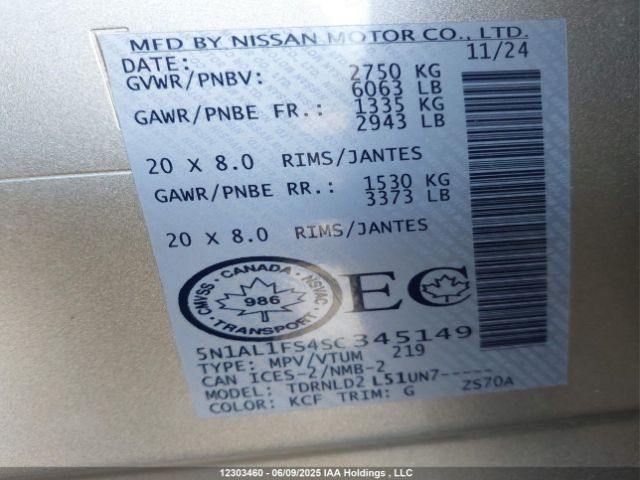 MFD BY NISSAN MOTOR CO., LTD.
DATE: 11/24
GVWR/PNBV: 2750 KG
6063 LB
GAWR/PNBE FR.: 1335 KG
2943 LB
20 X 8.0 RIMS/JANTES
GAWR/PNBE RR.: 1530 KG
3373 LB
20 X 8.0 RIMS/JANTES
CANADA
CMVSS NSVAC
986
TRANSPORT
EC
5N1AL1FS4SC345149
TYPE: MPV/VTUM 219
CAN ICES-2/NMB-2
MODEL: TDRNLD2 L51UN7-----
COLOR: KCF TRIM: G ZS70A
12303460 - 06/09/2025 IAA Holdings , LLC